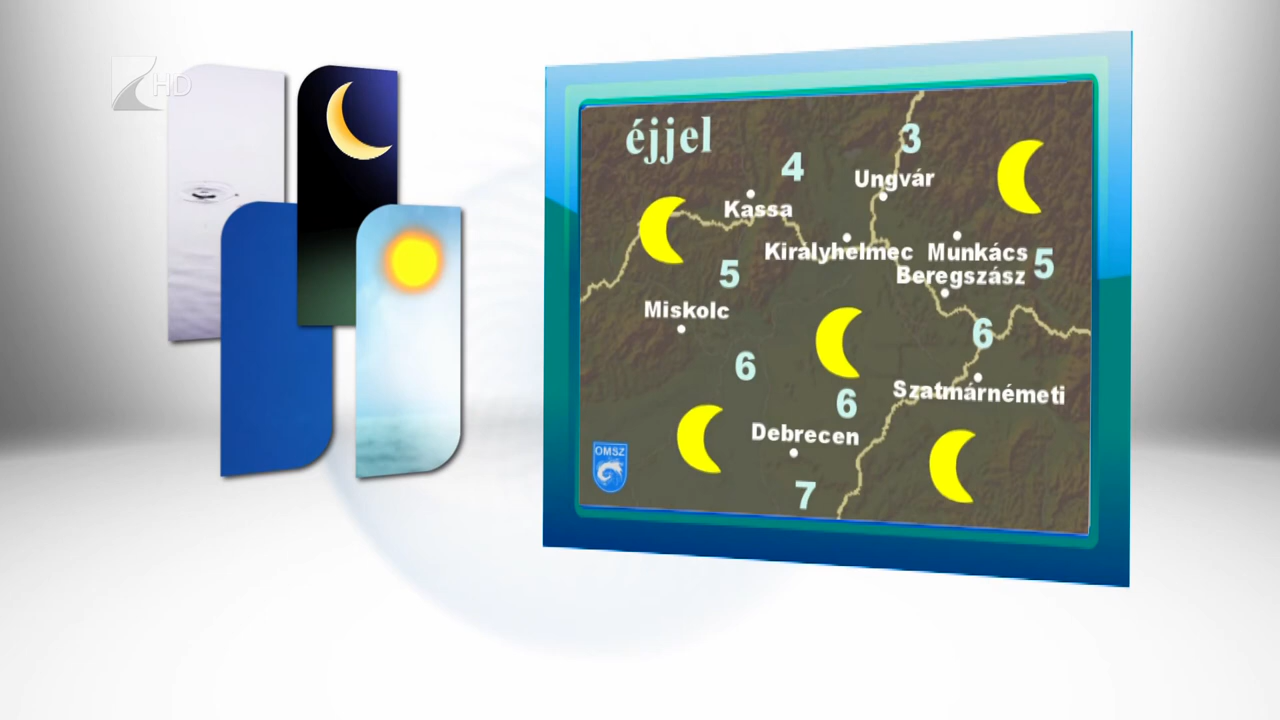 HD
éjjel
3
4
Ungvár
Kassa
Királyhelmec
Munkács
5
5
Beregszász
Miskolc
6
6
Szatmárnémeti
6
Debrecen
OMSZ
7